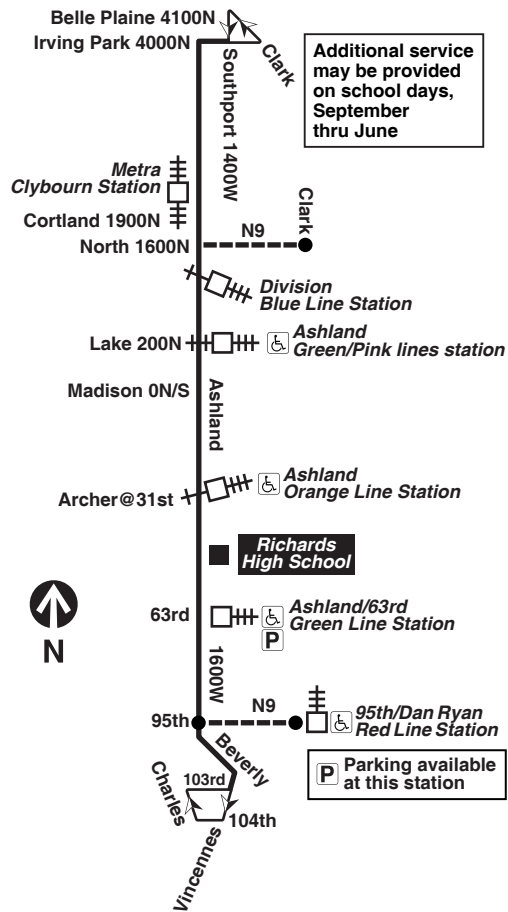 Belle Plaine 4100N
Irving Park 4000N
Clark
Southport 1400W
Additional service
may be provided
on school days,
September
thru June
Metra
Clybourn Station
Cortland 1900N
North 1600N
N9
Clark
Division
Blue Line Station
Lake 200N
Ashland
Green/Pink lines station
Madison 0N/S
Ashland
Archer@31st
Ashland
Orange Line Station
Richards
High School
N
63rd
Ashland/63rd
Green Line Station
P
1600W
95th
N9
95th/Dan Ryan
Red Line Station
Beverly
P Parking available
at this station
103rd
Charles
104th
Vincennes